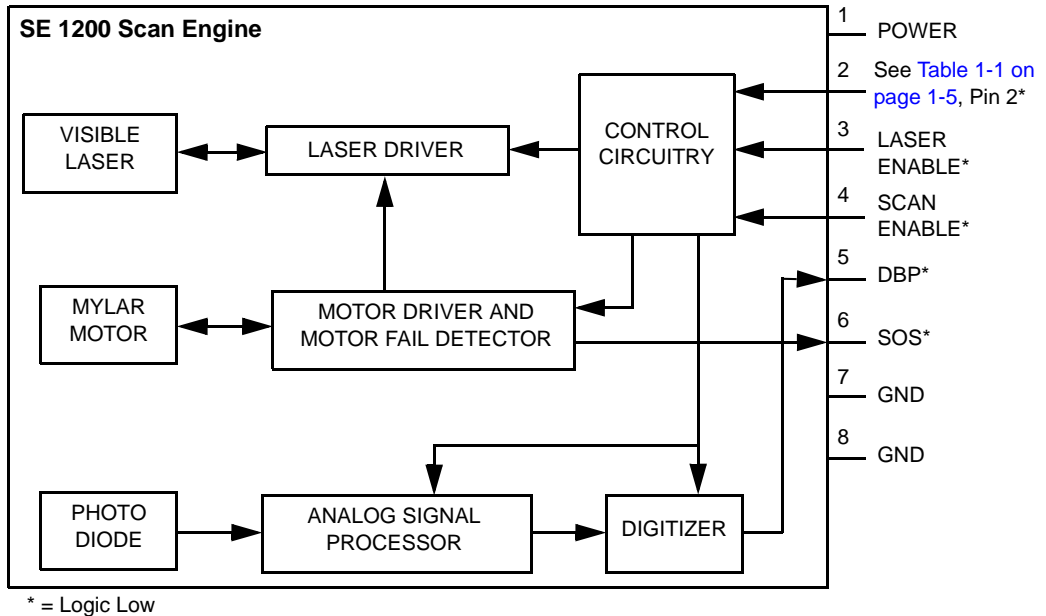 SE 1200 Scan Engine
1
POWER
2
See Table 1-1 on
page 1-5, Pin 2*
3
LASER
ENABLE*
4
SCAN
ENABLE*
5
DBP*
6
SOS*
7
GND
8
GND
VISIBLE
LASER
LASER DRIVER
CONTROL
CIRCUITRY
MYLAR
MOTOR
MOTOR DRIVER AND
MOTOR FAIL DETECTOR
PHOTO
DIODE
ANALOG SIGNAL
PROCESSOR
DIGITIZER
* = Logic Low